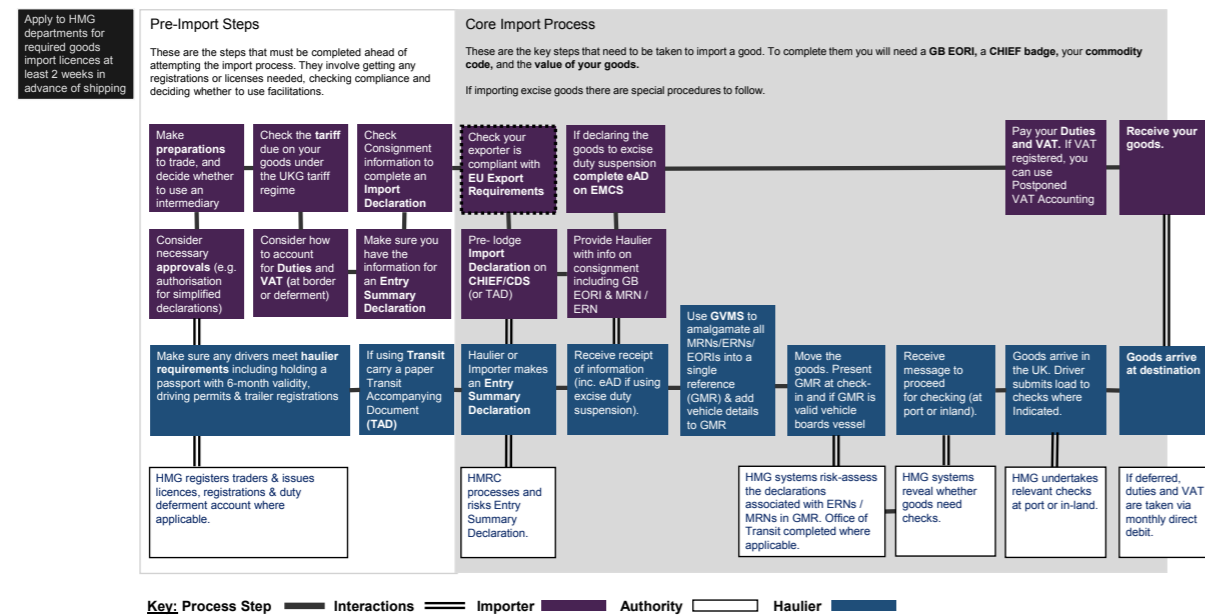 Apply to HMG
departments for
required goods
import licences at
least 2 weeks in
advance of shipping
Pre-Import Steps
These are the steps that must be completed ahead of
attempting the import process. They involve getting any
registrations or licenses needed, checking compliance and
deciding whether to use facilitations.
Core Import Process
These are the key steps that need to be taken to import a good. To complete them you will need a GB EORI, a CHIEF badge, your commodity
code, and the value of your goods.
If importing excise goods there are special procedures to follow.
Make
preparations
to trade, and
decide whether
to use an
intermediary
Check the tariff
due on your
goods under
the UKG tariff
regime
Check
Consignment
information to
complete an
Import
Declaration
Check your
exporter is
compliant with
EU Export
Requirements
If declaring the
goods to excise
duty suspension
complete eAD
on EMCS
Pay your Duties
and VAT. If VAT
registered, you
can use
Postponed
VAT Accounting
Receive your
goods.
Consider
necessary
approvals (e.g.
authorisation
for simplified
declarations)
Consider how
to account
for Duties and
VAT (at border
or deferment)
Make sure you
have the
information for
an Entry
Summary
Declaration
Pre- lodge
Import
Declaration on
CHIEF/CDS
(or TAD)
Provide Haulier
with info on
consignment
including GB
EORI & MRN /
ERN
Make sure any drivers meet haulier
requirements including holding a
passport with 6-month validity,
driving permits & trailer registrations
If using Transit
carry a paper
Transit
Accompanying
Document
(TAD)
Haulier or
Importer makes
an Entry
Summary
Declaration
Receive receipt
of information
(inc. eAD if using
excise duty
suspension).
Use GVMS to
amalgamate all
MRNs/ERNs/
EORIs into a
single
reference
(GMR) & add
vehicle details
to GMR
Move the
goods. Present
GMR at check-
in and if GMR is
valid vehicle
boards vessel
Receive
message to
proceed
for checking (at
port or inland).
Goods arrive in
the UK. Driver
submits load to
checks where
Indicated.
Goods arrive
at destination
HMG registers traders & issues
licences, registrations & duty
deferment account where
applicable.
HMRC
processes and
risks Entry
Summary
Declaration.
HMG systems risk-assess
the declarations
associated with ERNs /
MRNs in GMR. Office of
Transit completed where
applicable.
HMG systems
reveal whether
goods need
checks.
HMG undertakes
relevant checks
at port or in-land.
If deferred,
duties and VAT
are taken via
monthly direct
debit.
Key: Process Step Interactions Importer Authority Haulier